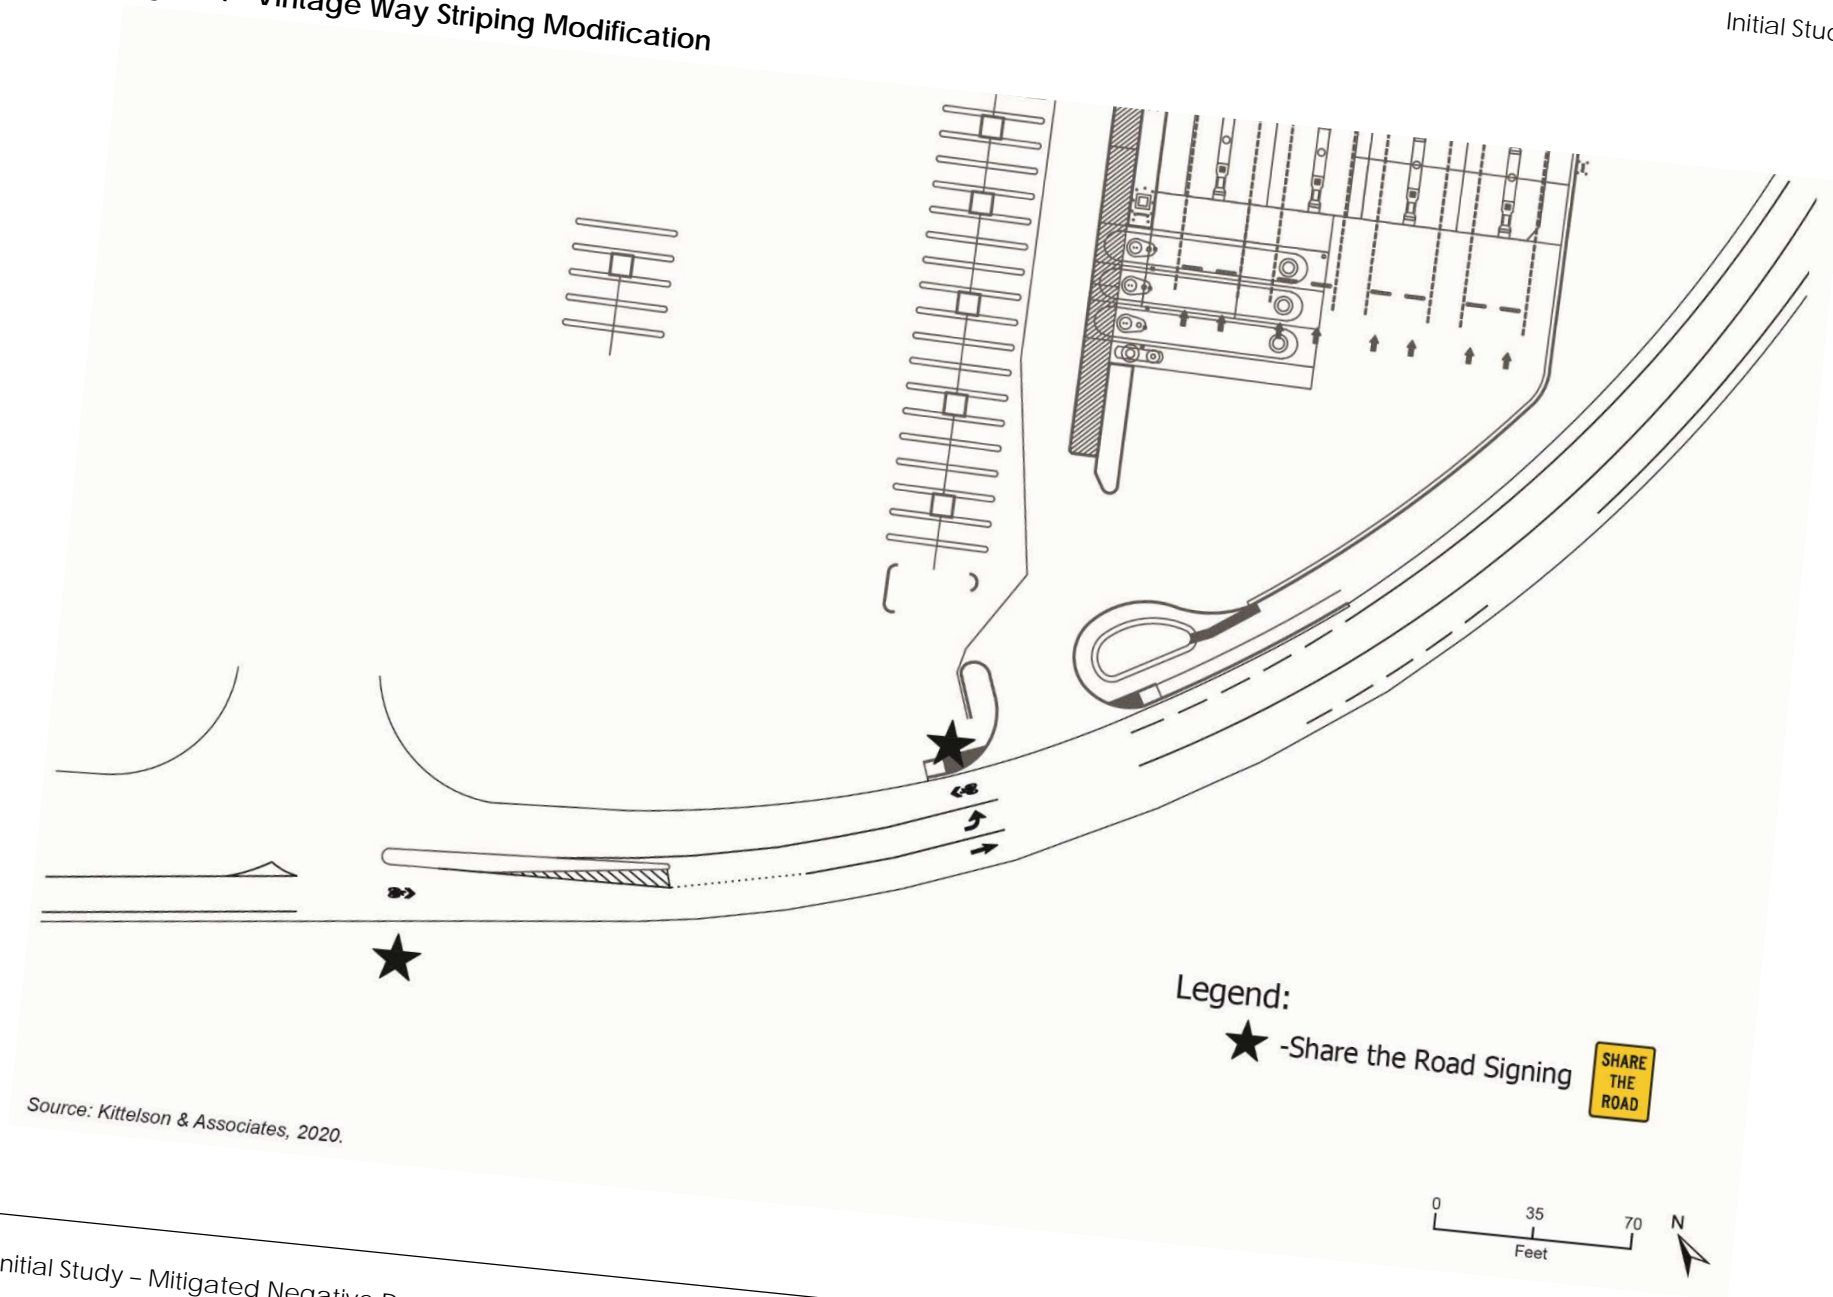 Vintage Way Striping Modification
Initial
Legend:
-Share the Road Signing
SHARE
THE
ROAD
Source: Kittelson & Associates, 2020.
0 35 70
Feet
N
Initial Study – Mitigated Negative